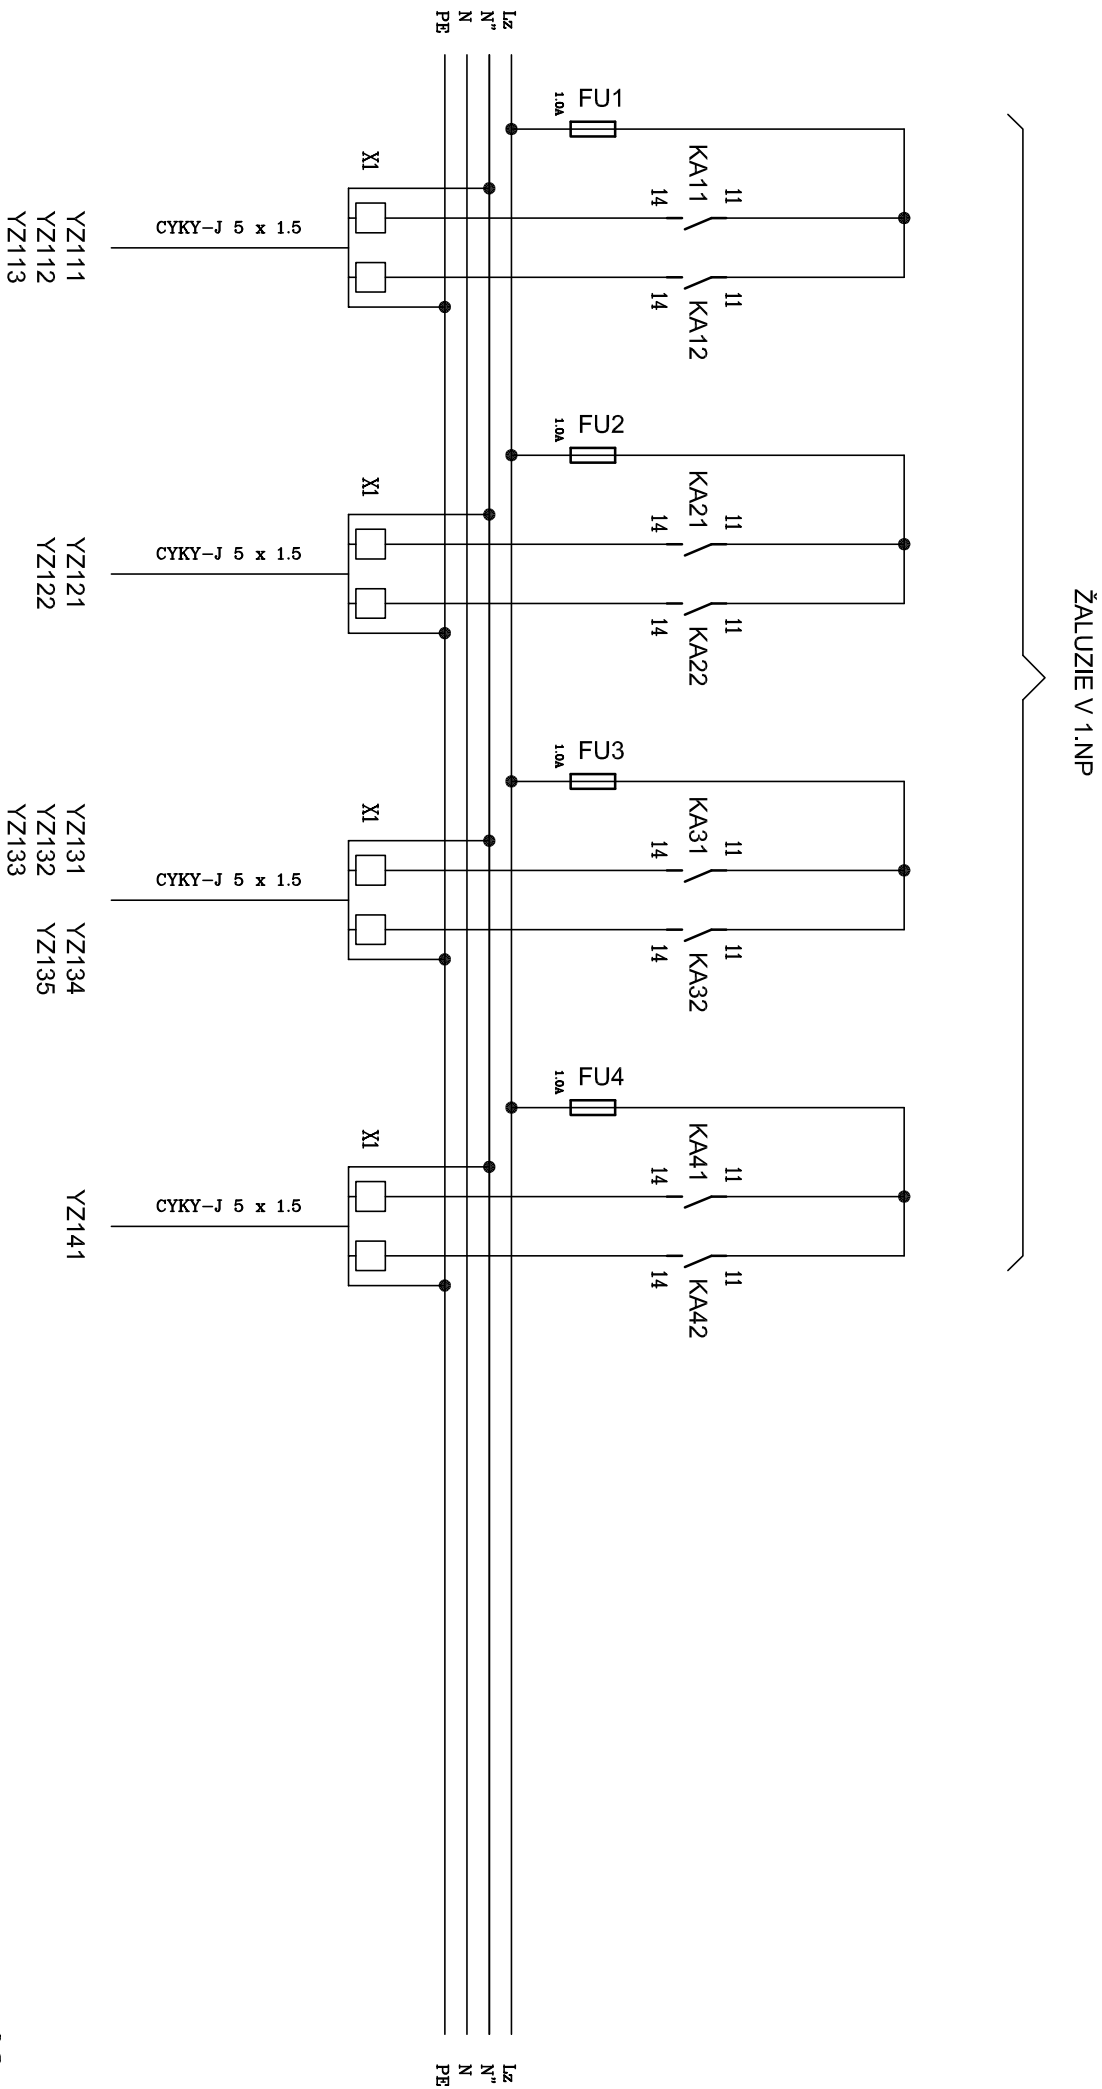 ŽALUZIE V 1.NP
Lz
N"
N
PE
FU1
1.0A
KA11
11
14
KA12
11
14
X1
CYKY-J 5 x 1.5
YZ111
YZ112
YZ113
FU2
1.0A
KA21
11
14
KA22
11
14
X1
CYKY-J 5 x 1.5
YZ121
YZ122
FU3
1.0A
KA31
11
14
KA32
11
14
X1
CYKY-J 5 x 1.5
YZ131
YZ132
YZ133
YZ134
YZ135
FU4
1.0A
KA41
11
14
KA42
11
14
X1
CYKY-J 5 x 1.5
YZ141
Lz
N"
N
PE